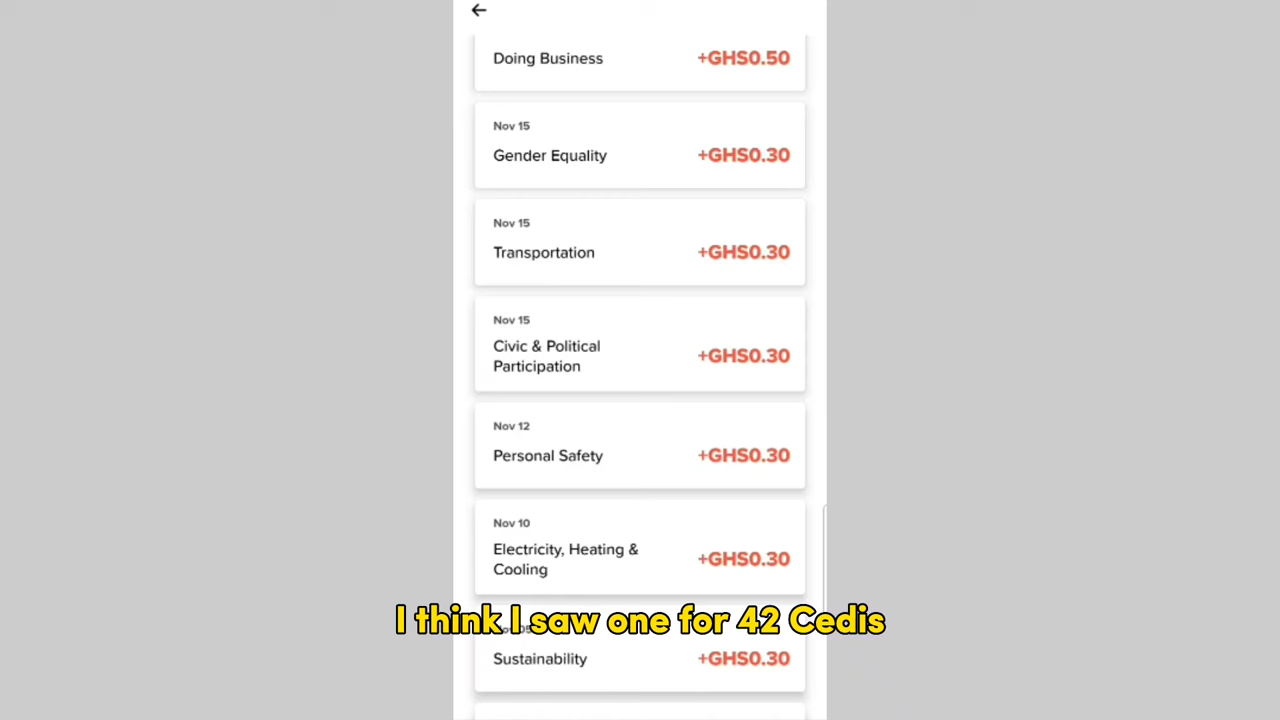 Doing Business +GHS0.50
Nov 15
Gender Equality +GHS0.30
Nov 15
Transportation +GHS0.30
Nov 15
Civic & Political
Participation +GHS0.30
Nov 12
Personal Safety +GHS0.30
Nov 10
Electricity, Heating &
Cooling +GHS0.30
I think I saw one for 42 Cedis
Sustainability +GHS0.30